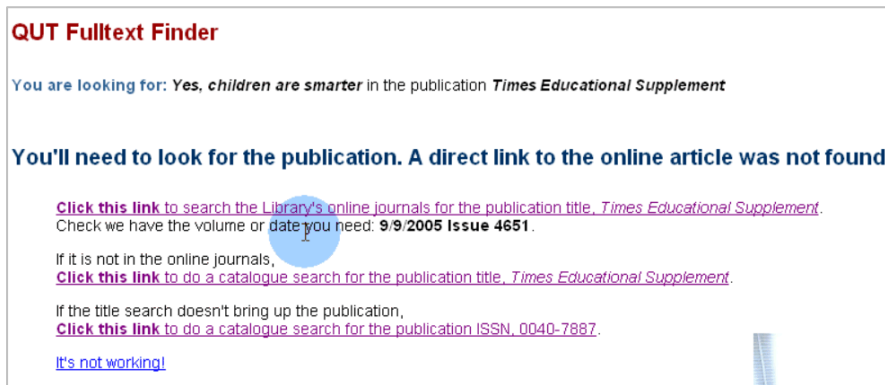 QUT Fulltext Finder
You are looking for: Yes, children are smarter in the publication Times Educational Supplement
You'll need to look for the publication. A direct link to the online article was not found
Click this link to search the Library's online journals for the publication title, Times Educational Supplement.
Check we have the volume or date you need: 9/9/2005 Issue 4651.
If it is not in the online journals,
Click this link to do a catalogue search for the publication title, Times Educational Supplement.
If the title search doesn't bring up the publication,
Click this link to do a catalogue search for the publication ISSN, 0040-7887.
It's not working!